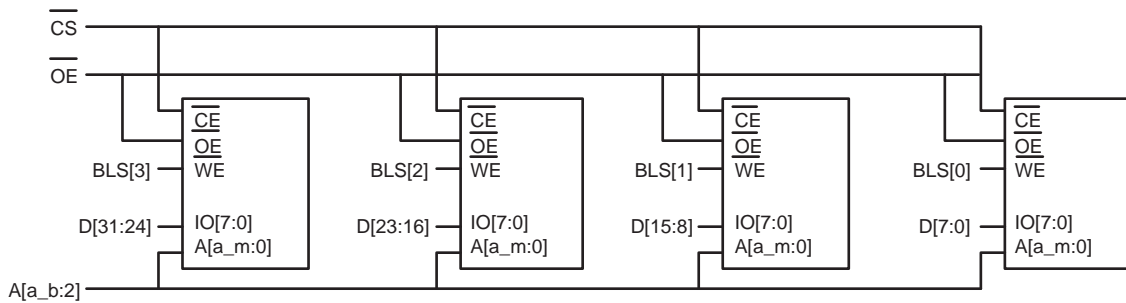 CS
OE
CE
OE
WE
BLS[3]
D[31:24]
IO[7:0]
A[a_m:0]
CE
OE
WE
BLS[2]
D[23:16]
IO[7:0]
A[a_m:0]
CE
OE
WE
BLS[1]
D[15:8]
IO[7:0]
A[a_m:0]
CE
OE
WE
BLS[0]
D[7:0]
IO[7:0]
A[a_m:0]
A[a_b:2]